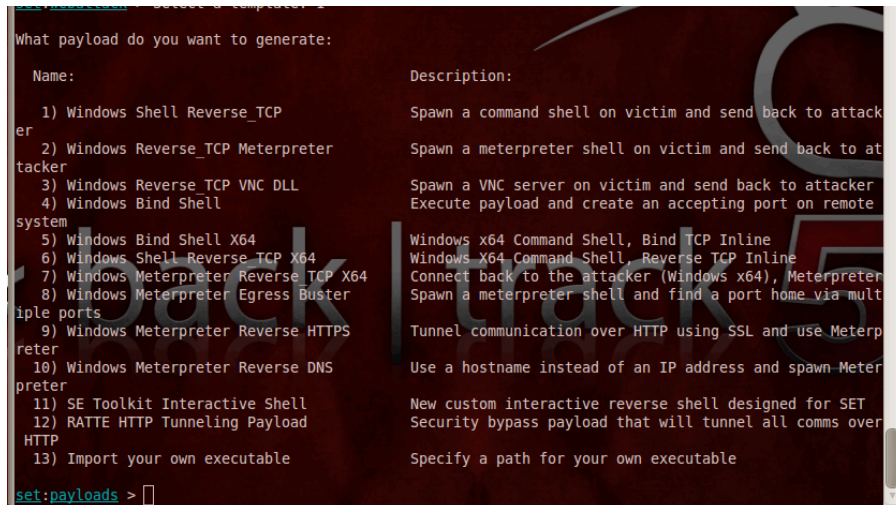 set:webattack > Select a template: 1
What payload do you want to generate:
Name: Description:
1) Windows Shell Reverse_TCP Spawn a command shell on victim and send back to attack
er
2) Windows Reverse_TCP Meterpreter Spawn a meterpreter shell on victim and send back to at
tacker
3) Windows Reverse_TCP VNC DLL Spawn a VNC server on victim and send back to attacker
4) Windows Bind Shell Execute payload and create an accepting port on remote
system
5) Windows Bind Shell X64 Windows x64 Command Shell, Bind TCP Inline
6) Windows Shell Reverse_TCP X64 Windows X64 Command Shell, Reverse TCP Inline
7) Windows Meterpreter Reverse_TCP X64 Connect back to the attacker (Windows x64), Meterpreter
8) Windows Meterpreter Egress Buster Spawn a meterpreter shell and find a port home via mult
iple ports
9) Windows Meterpreter Reverse HTTPS Tunnel communication over HTTP using SSL and use Meterp
reter
10) Windows Meterpreter Reverse DNS Use a hostname instead of an IP address and spawn Meter
preter
11) SE Toolkit Interactive Shell New custom interactive reverse shell designed for SET
12) RATTE HTTP Tunneling Payload Security bypass payload that will tunnel all comms over
HTTP
13) Import your own executable Specify a path for your own executable
set:payloads >
back | track 5